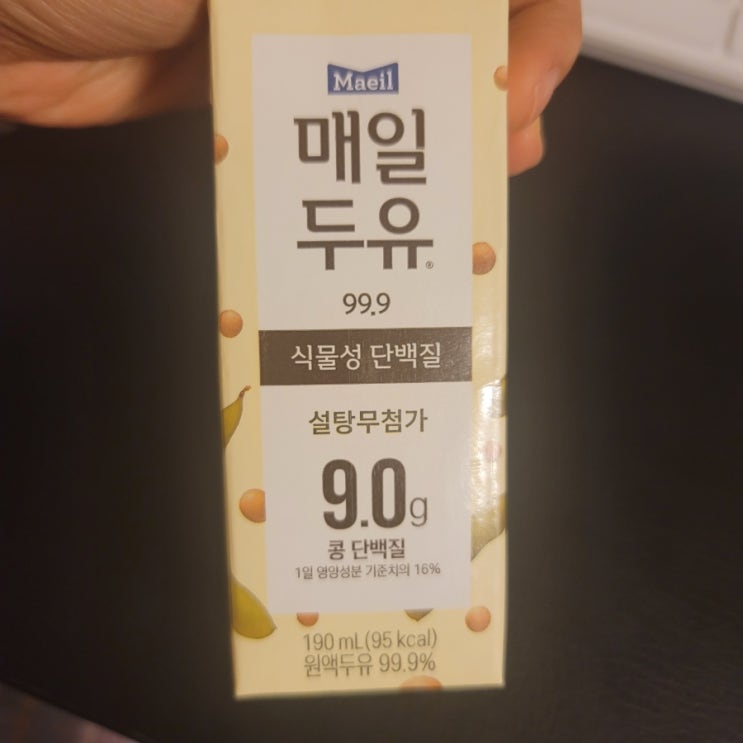 Maeil
매일
두유®
99.9
식물성 단백질
설탕무첨가
9.0g
콩 단백질
1일 영양성분 기준치의 16%
190 mL(95 kcal)
원액두유 99.9%